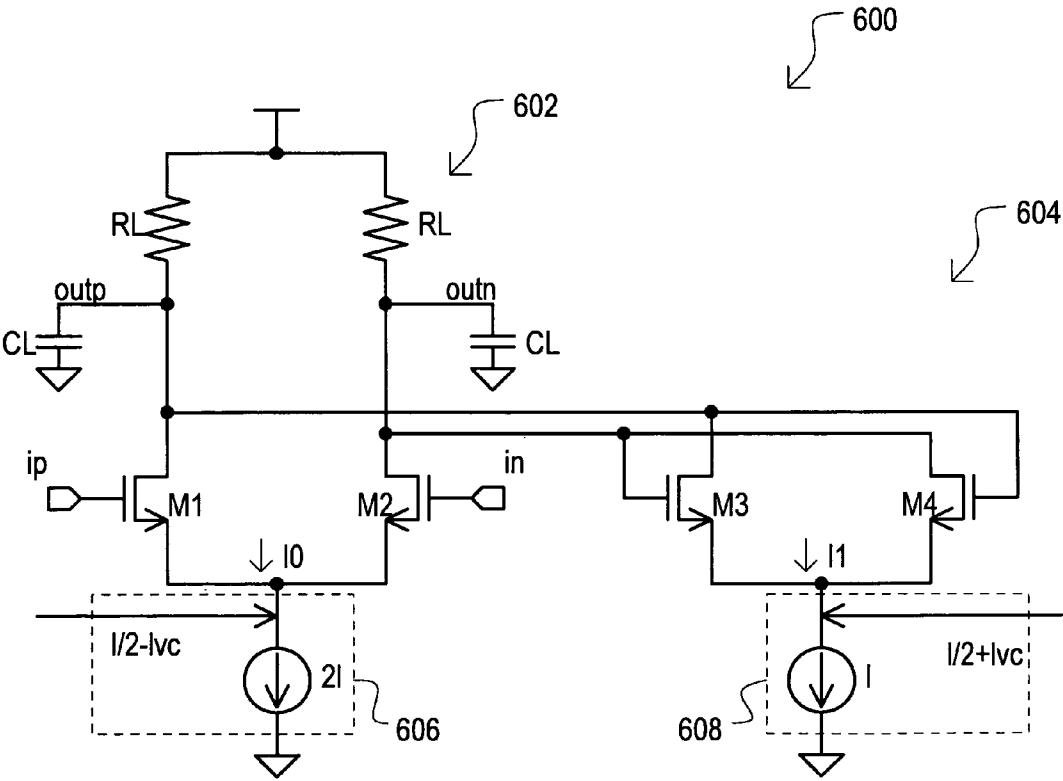 600
602
604
RL
RL
outp
outn
CL
CL
ip
in
M1
M2
M3
M4
I0
I1
I/2-Ivc
2I
I
I/2+Ivc
606
608